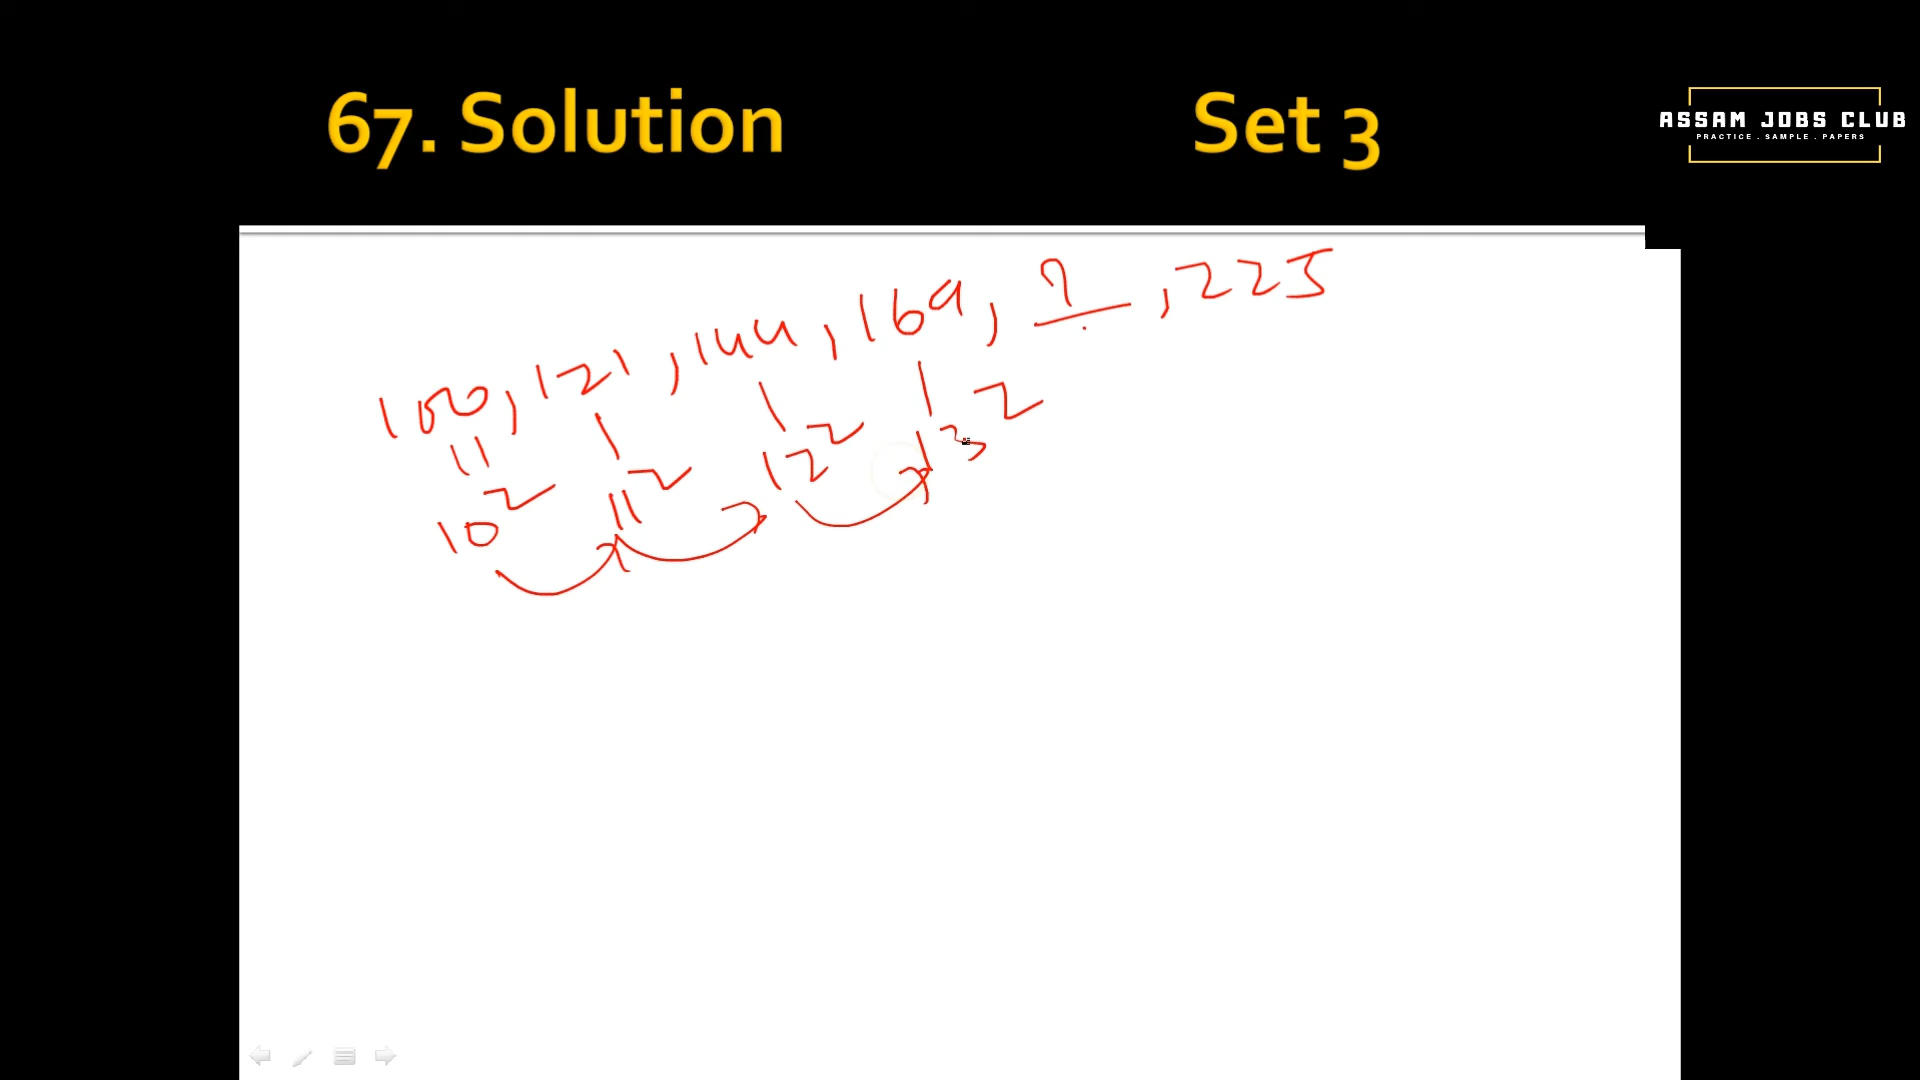 67. Solution
Set 3
ASSAM JOBS CLUB
PRACTICE . SAMPLE . PAPERS
100, 121, 144, 169, ?, 225
10² 11² 12² 13²